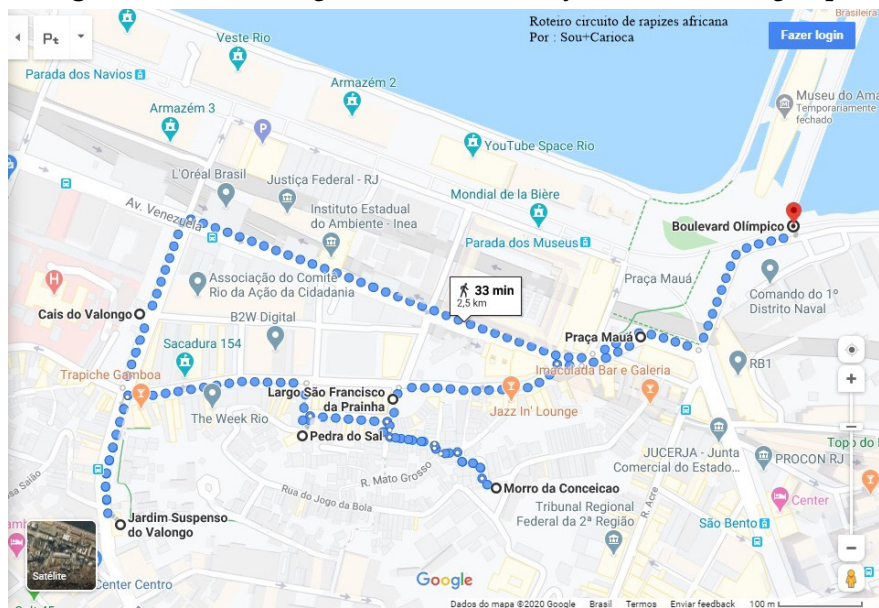 Roteiro circuito de rapizes africana
Por : Sou+Carioca
Fazer login
Brasileira
Pt
Veste Rio
Parada dos Navios
Armazém 2
Museu do Ama
Temporariamente
fechado
Armazém 3
P
YouTube Space Rio
L'Oréal Brasil
Justiça Federal - RJ
Mondial de la Bière
Av. Venezuela
Instituto Estadual
do Ambiente - Inea
Boulevard Olímpico
Parada dos Museus
Associação do Comitê
Rio da Ação da Cidadania
33 min
2,5 km
Praça Mauá
Comando do 1º
Distrito Naval
H
Cais do Valongo
B2W Digital
Praça Mauá
Sacadura 154
RB1
Trapiche Gamboa
Imaculada Bar e Galeria
Largo São Francisco
da Prainha
The Week Rio
Jazz In' Lounge
Pedra do Sal
JUCERJA - Junta
Comercial do Estado...
PROCON RJ
R. Mato Grosso
Rua do Jogo da Bola
Morro da Conceicao
Center
R. Acre
Tribunal Regional
Federal da 2ª Região
São Bento
Jardim Suspenso
do Valongo
Satélite
Center Centro
Google
Dados do mapa ©2020 Google Brasil Termos Enviar feedback 100 m